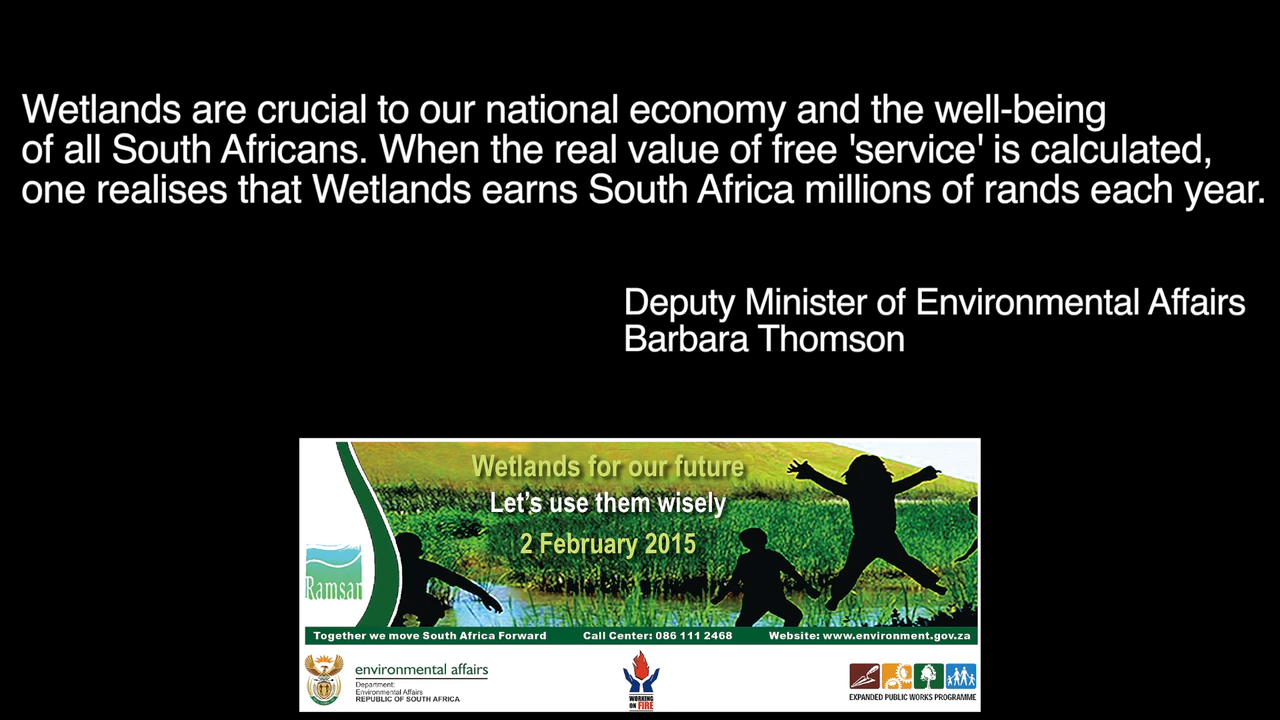 Wetlands are crucial to our national economy and the well-being
of all South Africans. When the real value of free 'service' is calculated,
one realises that Wetlands earns South Africa millions of rands each year.
Deputy Minister of Environmental Affairs
Barbara Thomson
Wetlands for our future
Let's use them wisely
2 February 2015
Ramsar
Together we move South Africa Forward Call Center: 086 111 2468 Website: www.environment.gov.za
environmental affairs
Department:
Environmental Affairs
REPUBLIC OF SOUTH AFRICA
WORKING
ON FIRE
EXPANDED PUBLIC WORKS PROGRAMME